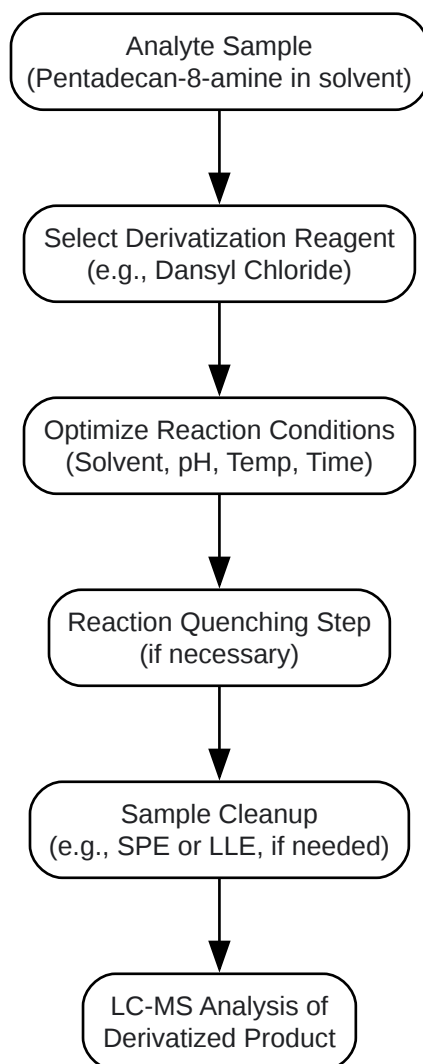 Analyte Sample
(Pentadecan-8-amine in solvent)
Select Derivatization Reagent
(e.g., Dansyl Chloride)
Optimize Reaction Conditions
(Solvent, pH, Temp, Time)
Reaction Quenching Step
(if necessary)
Sample Cleanup
(e.g., SPE or LLE, if needed)
LC-MS Analysis of
Derivatized Product